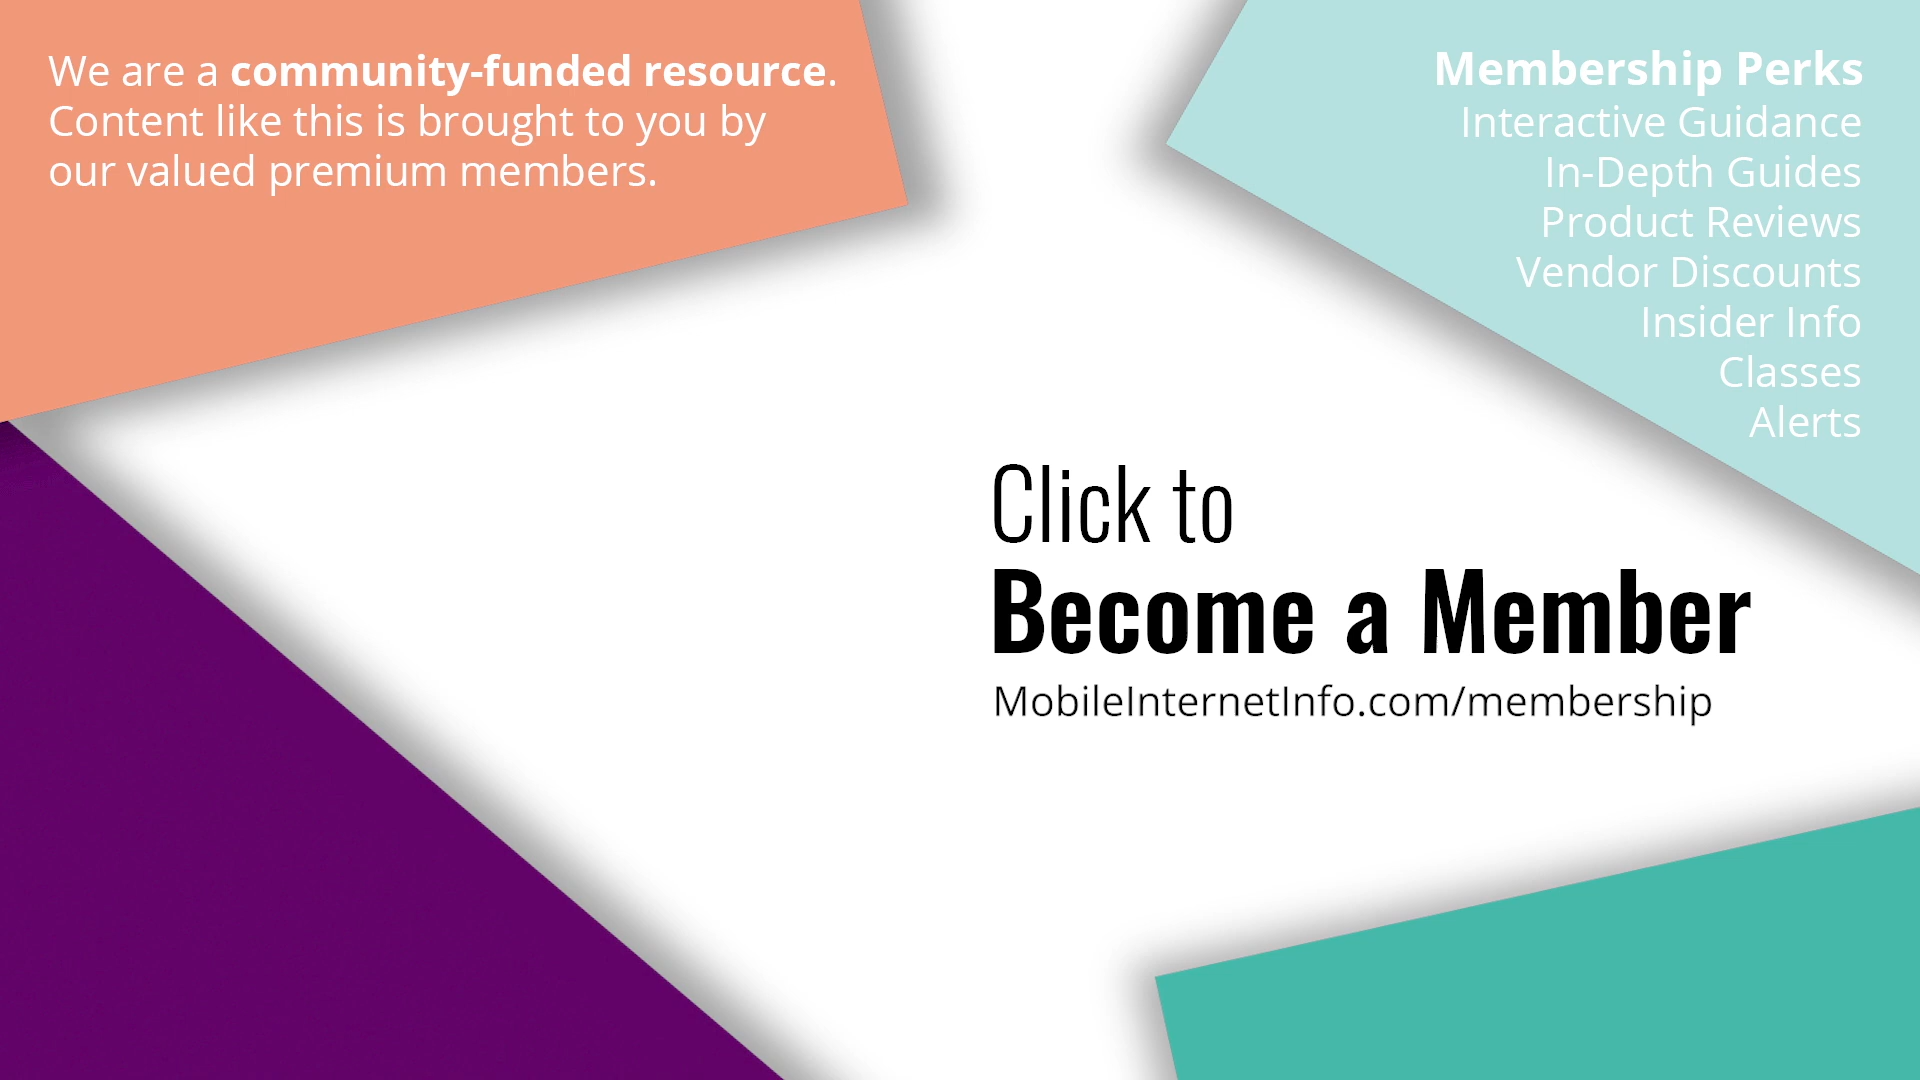 We are a community-funded resource.
Content like this is brought to you by
our valued premium members.
Membership Perks
Interactive Guidance
In-Depth Guides
Product Reviews
Vendor Discounts
Insider Info
Classes
Alerts
Click to
Become a Member
MobileInternetInfo.com/membership